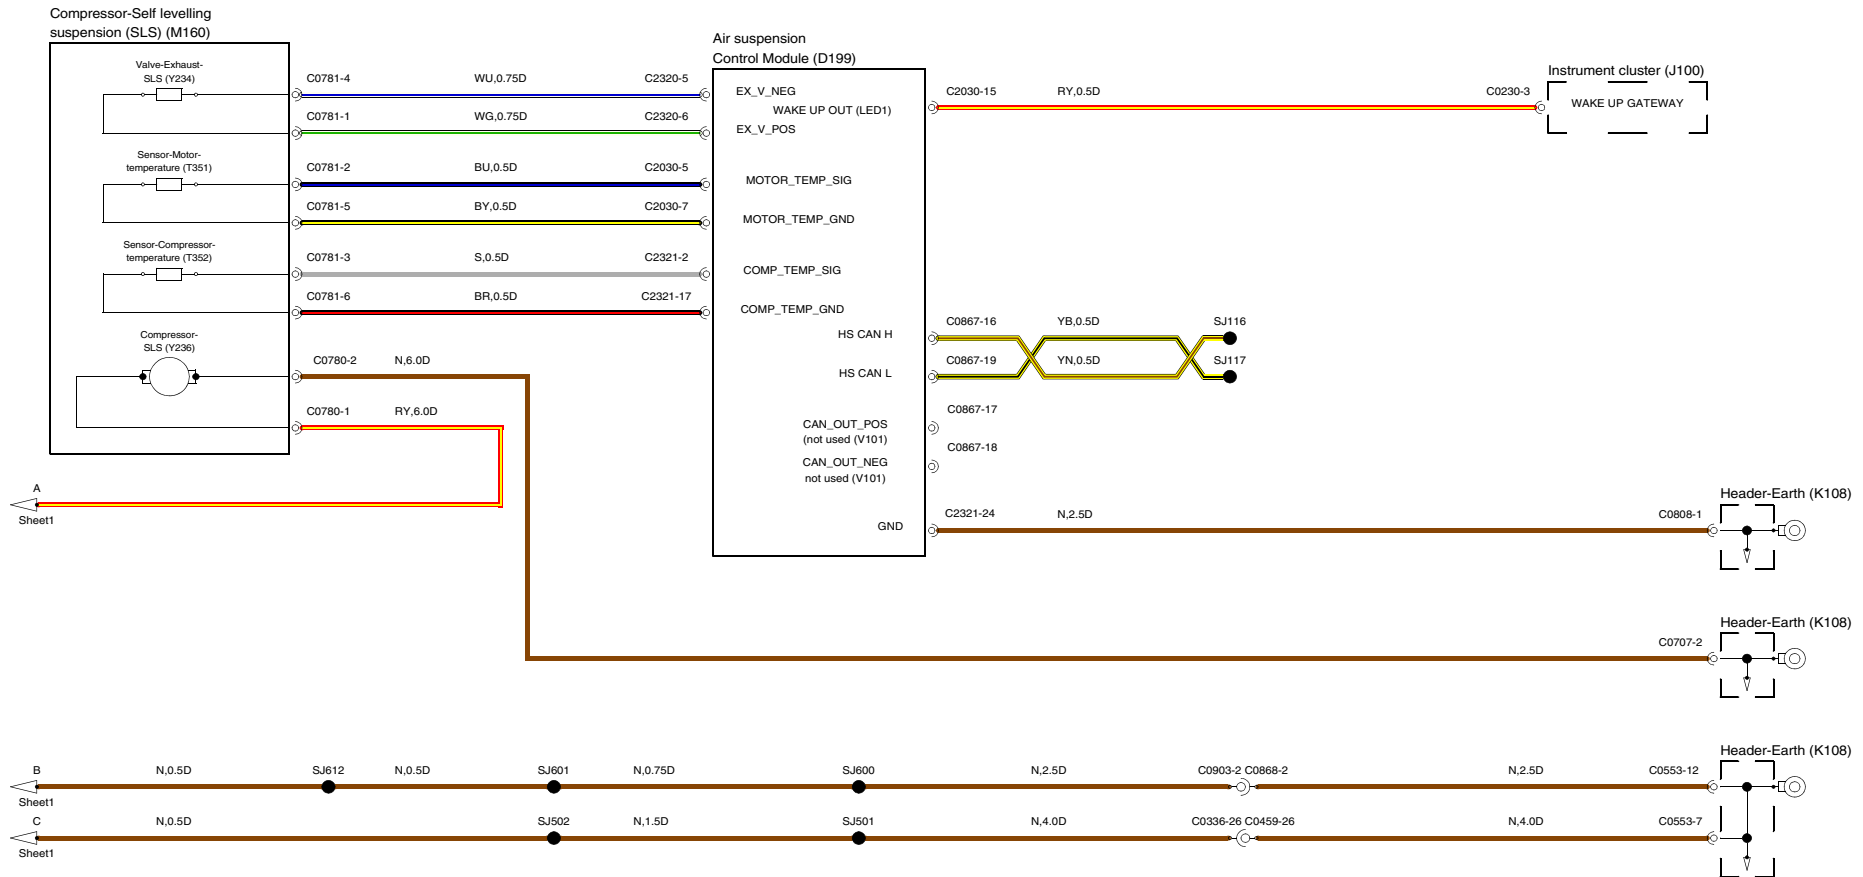 Compressor-Self levelling
suspension (SLS) (M160)
Valve-Exhaust-
SLS (Y234)
Sensor-Motor-
temperature (T351)
Sensor-Compressor-
temperature (T352)
Compressor-
SLS (Y236)
C0781-4 WU,0.75D C2320-5
C0781-1 WG,0.75D C2320-6
C0781-2 BU,0.5D C2030-5
C0781-5 BY,0.5D C2030-7
C0781-3 S,0.5D C2321-2
C0781-6 BR,0.5D C2321-17
C0780-2 N,6.0D
C0780-1 RY,6.0D
A
Sheet1
Air suspension
Control Module (D199)
EX_V_NEG
WAKE UP OUT (LED1)
EX_V_POS
MOTOR_TEMP_SIG
MOTOR_TEMP_GND
COMP_TEMP_SIG
COMP_TEMP_GND
HS CAN H
HS CAN L
CAN_OUT_POS
(not used (V101)
CAN_OUT_NEG
not used (V101)
GND
C2030-15 RY,0.5D C0230-3
Instrument cluster (J100)
WAKE UP GATEWAY
C0867-16 YB,0.5D SJ116
C0867-19 YN,0.5D SJ117
C0867-17
C0867-18
C2321-24 N,2.5D C0808-1
Header-Earth (K108)
C0707-2
Header-Earth (K108)
Header-Earth (K108)
B N,0.5D SJ612 N,0.5D SJ601 N,0.75D SJ600 N,2.5D C0903-2 C0868-2 N,2.5D C0553-12
Sheet1
C N,0.5D SJ502 N,1.5D SJ501 N,4.0D C0336-26 C0459-26 N,4.0D C0553-7
Sheet1